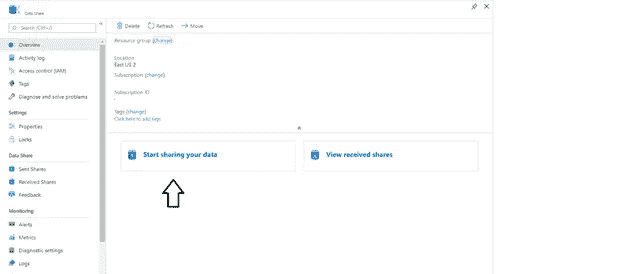 Data Share
Search (Ctrl+/)
Overview
Activity log
Access control (IAM)
Tags
Diagnose and solve problems
Settings
Properties
Locks
Data Share
Sent Shares
Received Shares
Feedback
Monitoring
Alerts
Metrics
Diagnostic settings
Logs
Delete
Refresh
Move
Resource group (change)
Location
East US 2
Subscription (change)
Subscription ID
Tags (change)
Click here to add tags
Start sharing your data
View received shares